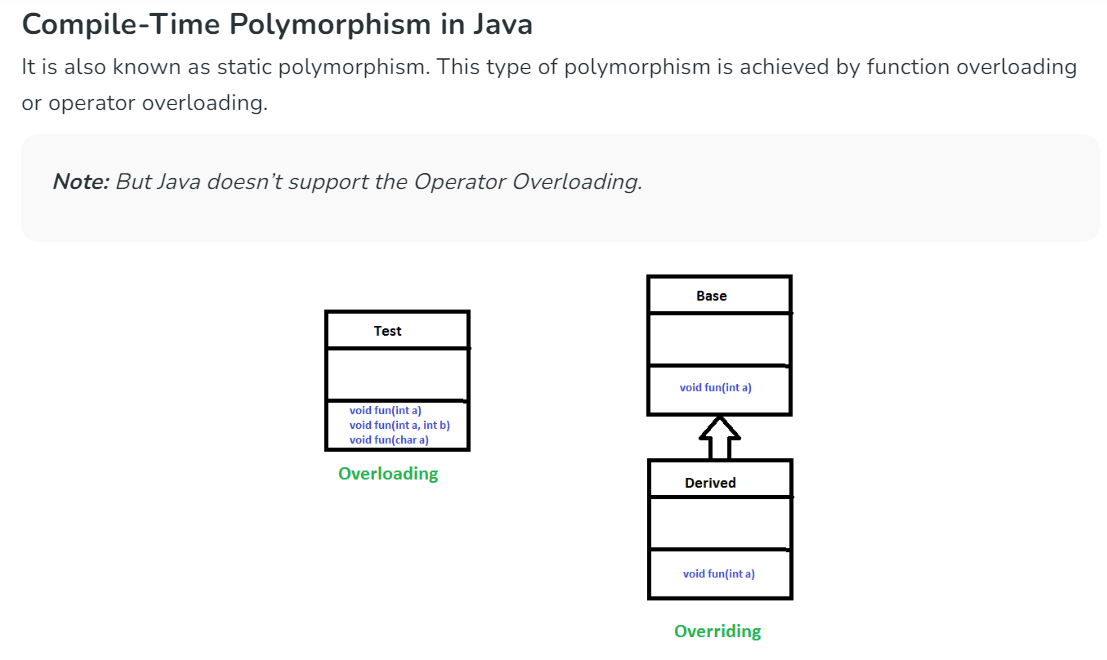 Compile-Time Polymorphism in Java
It is also known as static polymorphism. This type of polymorphism is achieved by function overloading
or operator overloading.
Note: But Java doesn’t support the Operator Overloading.
Test
void fun(int a)
void fun(int a, int b)
void fun(char a)
Overloading
Base
void fun(int a)
Derived
void fun(int a)
Overriding